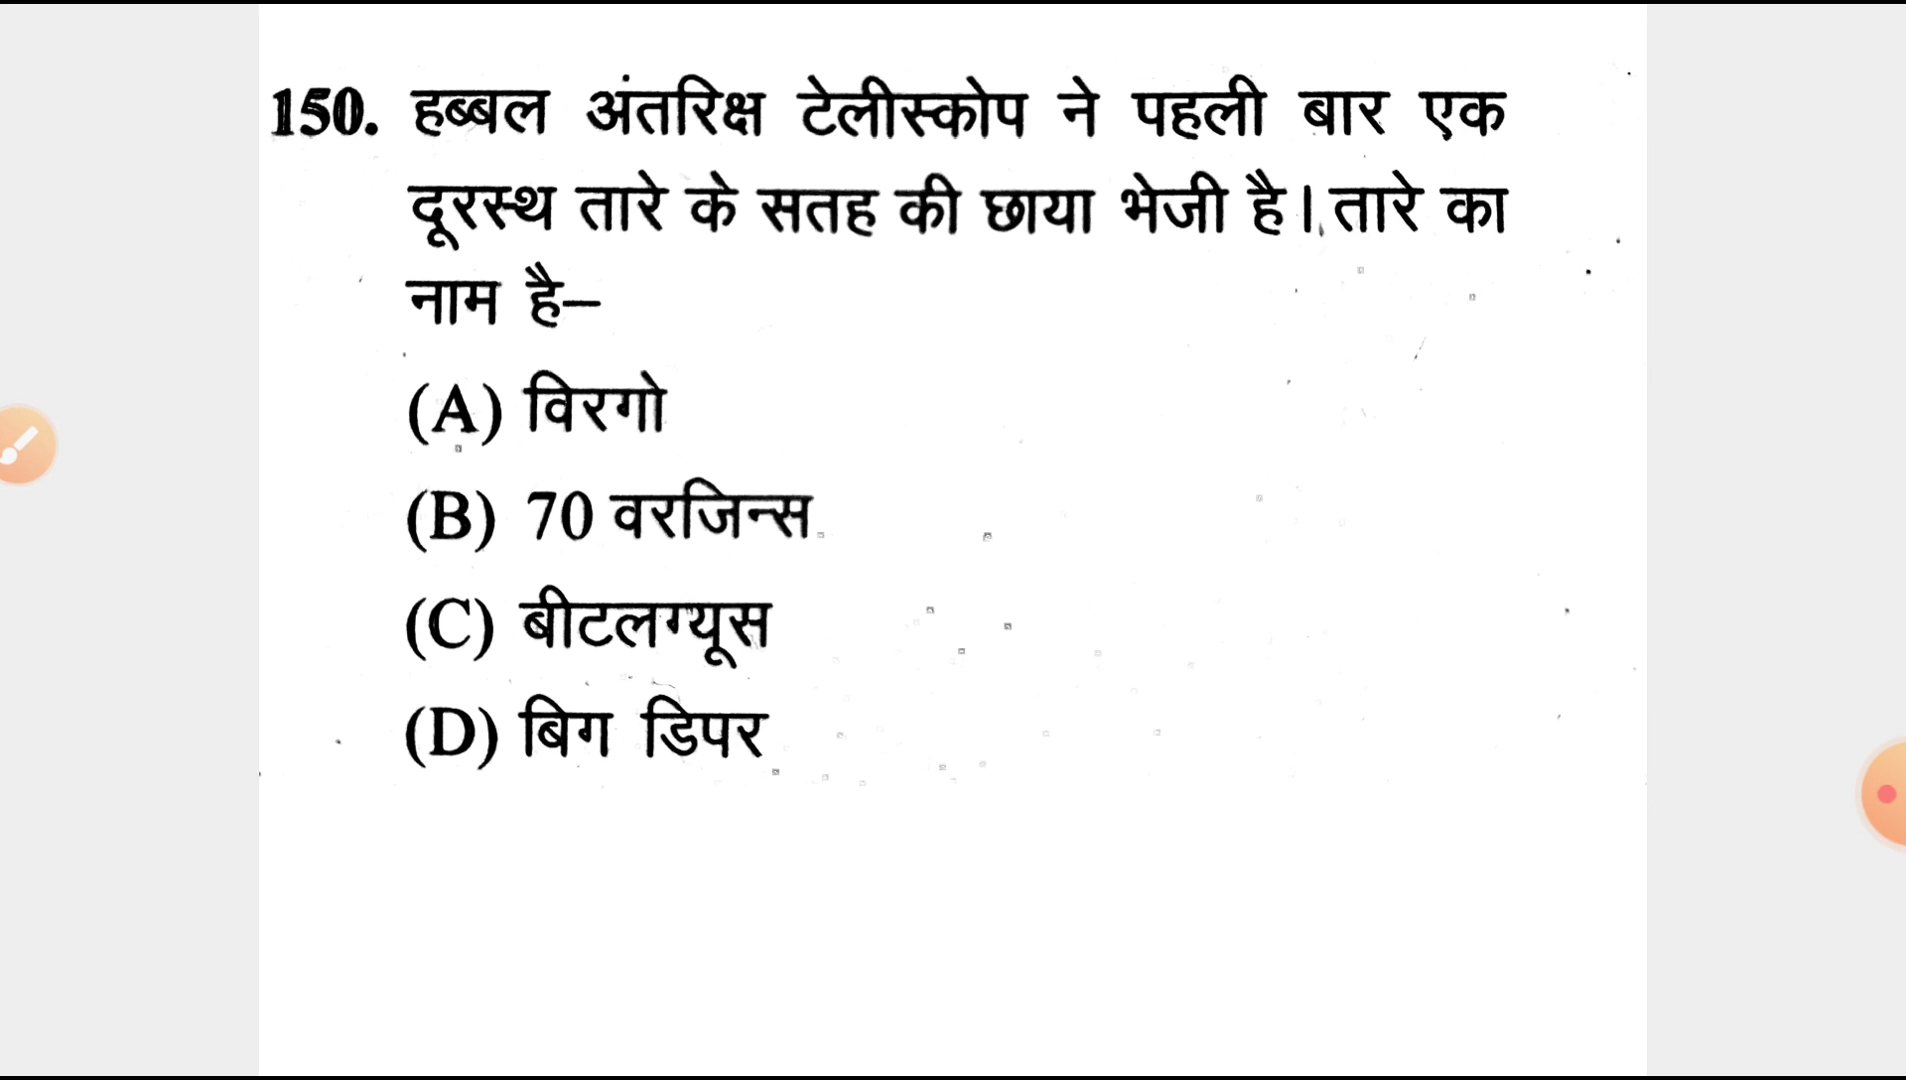 150. हब्बल अंतरिक्ष टेलीस्कोप ने पहली बार एक
दूरस्थ तारे के सतह की छाया भेजी है। तारे का
नाम है–
(A) विरगो
(B) 70 वरजिन्स
(C) बीटलग्यूस
(D) बिग डिपर